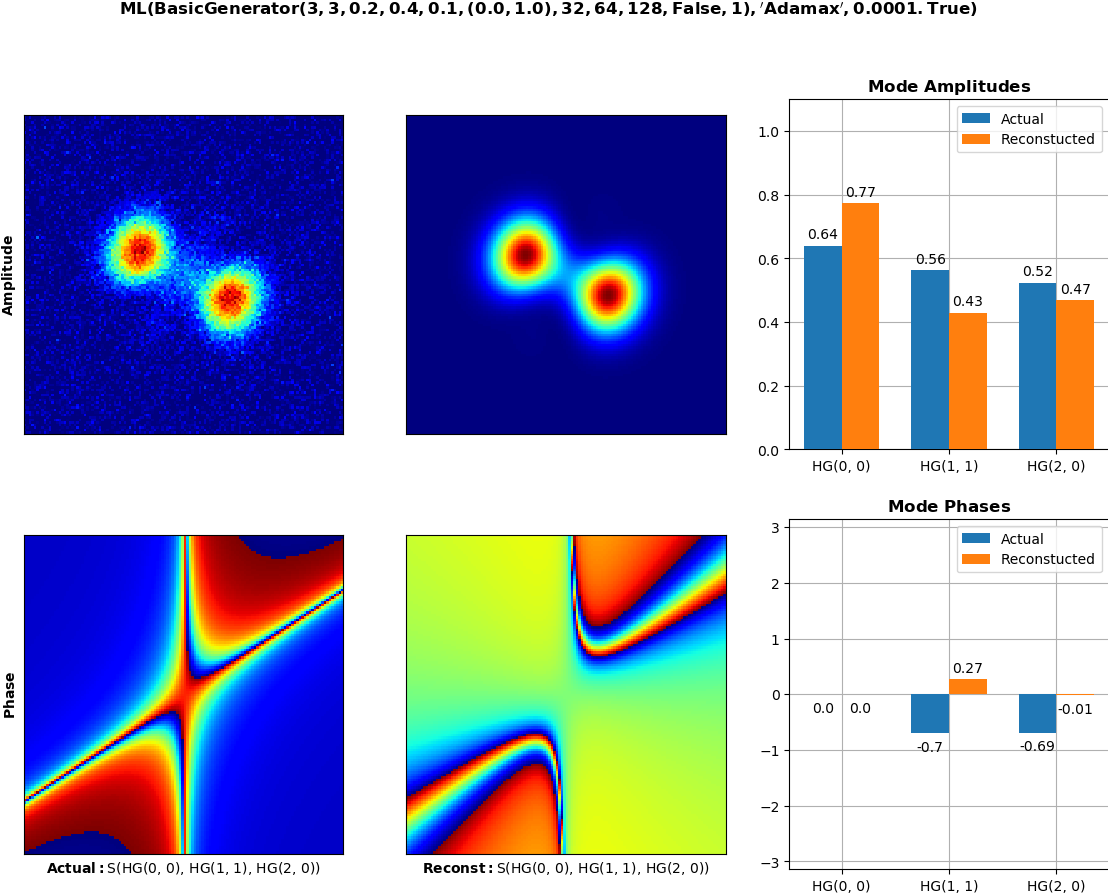 ML(BasicGenerator(3, 3, 0.2, 0.4, 0.1, (0.0, 1.0), 32, 64, 128, False, 1), 'Adamax', 0.0001. True)
Amplitude
Mode Amplitudes
Actual
Reconstucted
1.0
0.8
0.6
0.4
0.2
0.0
0.64
0.77
0.56
0.43
0.52
0.47
HG(0, 0)
HG(1, 1)
HG(2, 0)
Phase
Actual: S(HG(0, 0), HG(1, 1), HG(2, 0))
Reconst: S(HG(0, 0), HG(1, 1), HG(2, 0))
Mode Phases
Actual
Reconstucted
3
2
1
0
−1
−2
−3
0.0
0.0
-0.7
0.27
-0.69
-0.01
HG(0, 0)
HG(1, 1)
HG(2, 0)